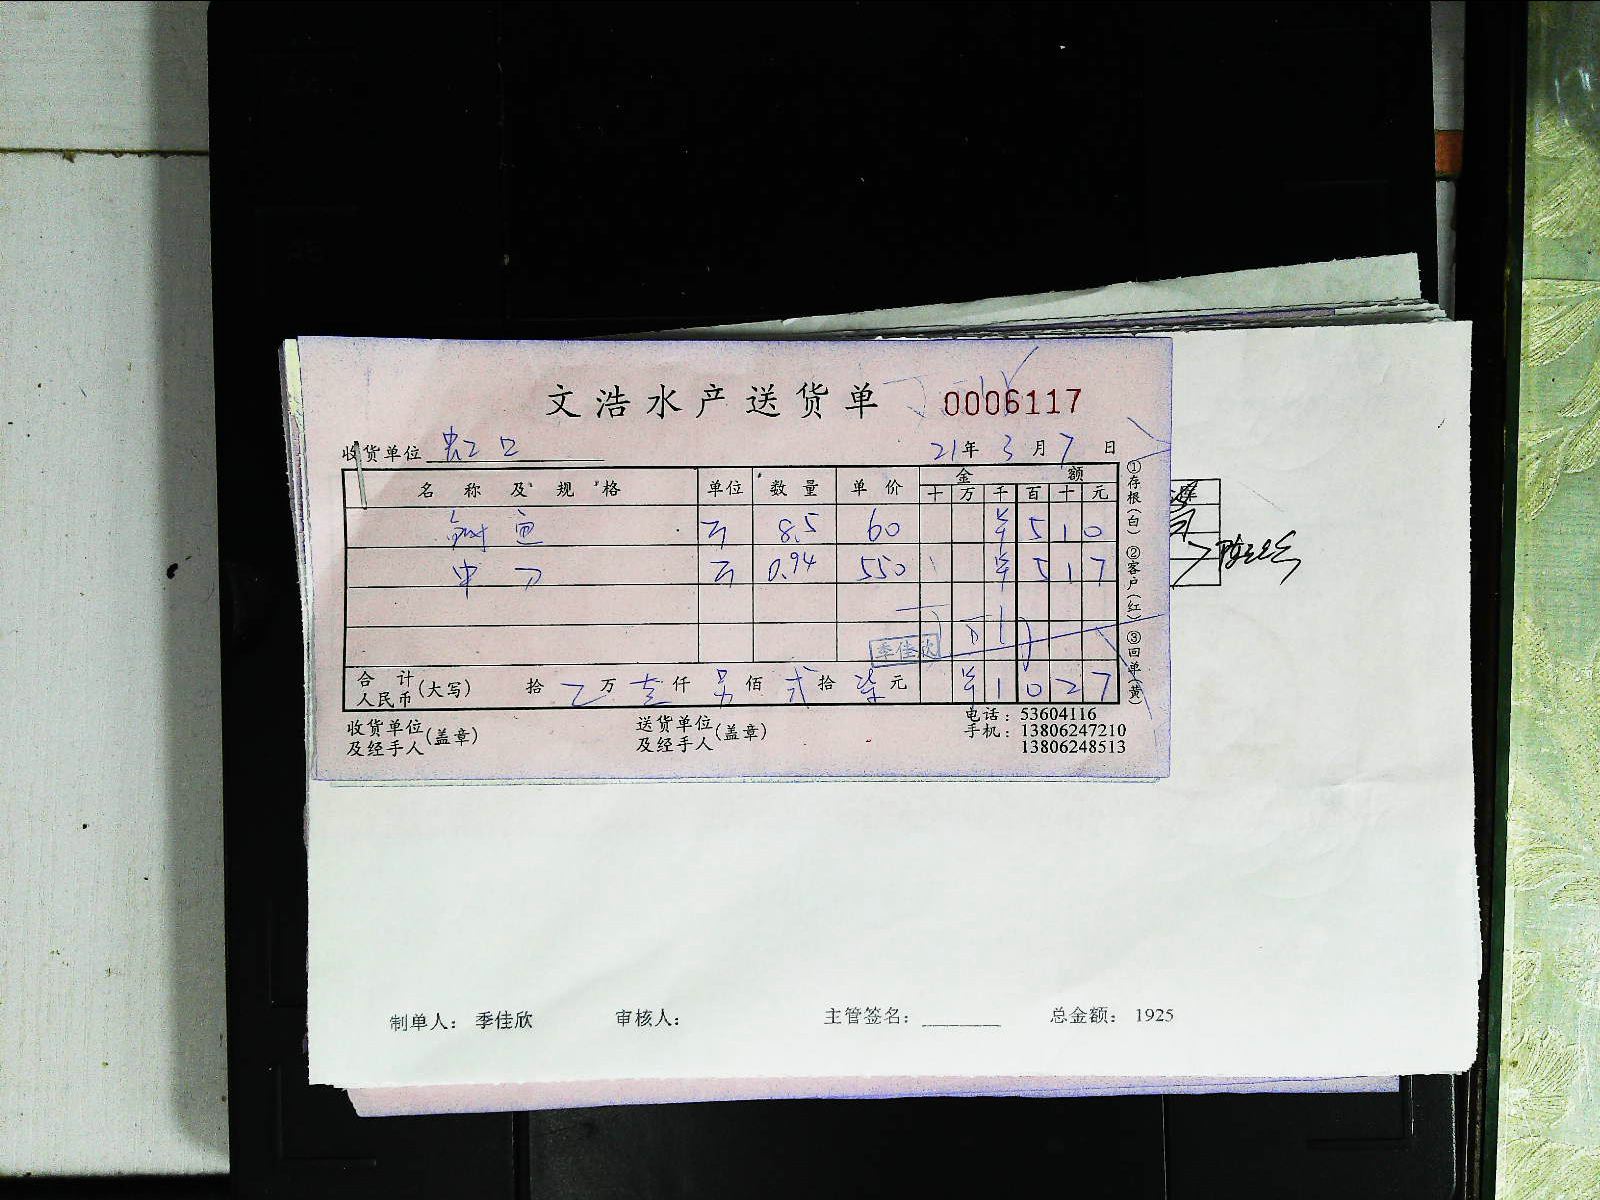 文浩水产送货单 0006117
收货单位 虹口 21年 3月 7日
名称及规格 单位 数量 单价 金额
十 万 千 百 十 元
鲥鱼 斤 8.5 60 ¥ 5 1 0
中刀 斤 0.94 550 ¥ 5 1 7
季佳欣
合计人民币(大写) 拾 乙万 壱仟 另佰 弍拾 柒元 ¥ 1 0 2 7
收货单位及经手人(盖章) 送货单位及经手人(盖章) 电话：53604116
手机：13806247210
13806248513
①存根(白) ②客户(红) ③回单(黄)
制单人： 季佳欣 审核人： 主管签名： 总金额： 1925